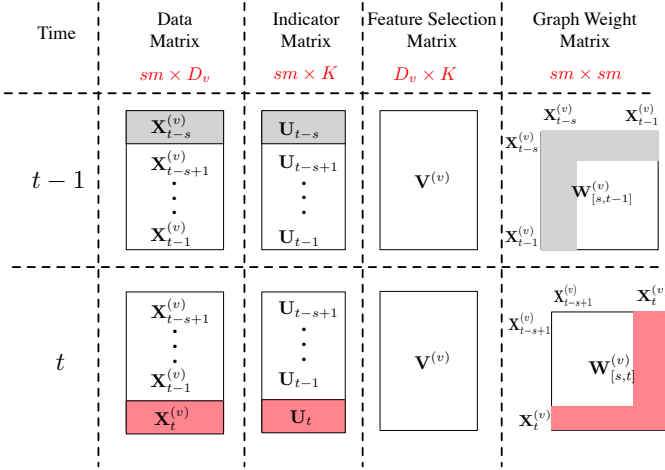 Time
Data Matrix
Indicator Matrix
Feature Selection Matrix
Graph Weight Matrix
sm × D_v
sm × K
D_v × K
sm × sm
t − 1
X_{t−s}^{(v)}
X_{t−s+1}^{(v)}
X_{t−1}^{(v)}
U_{t−s}
U_{t−s+1}
U_{t−1}
V^{(v)}
X_{t−s}^{(v)} X_{t−1}^{(v)}
X_{t−s}^{(v)}
W_{[s,t−1]}^{(v)}
X_{t−1}^{(v)}
t
X_{t−s+1}^{(v)}
X_{t−1}^{(v)}
X_t^{(v)}
U_{t−s+1}
U_{t−1}
U_t
V^{(v)}
X_{t−s+1}^{(v)} X_t^{(v}
X_{t−s+1}^{(v)}
W_{[s,t]}^{(v)}
X_t^{(v)}